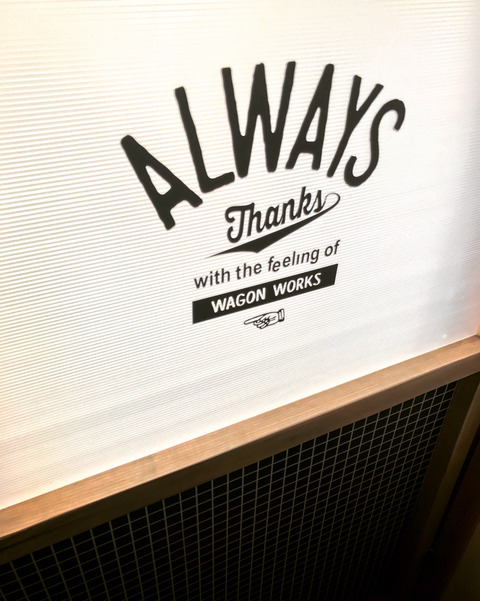 ALWAYS
Thanks
with the feeling of
WAGON WORKS